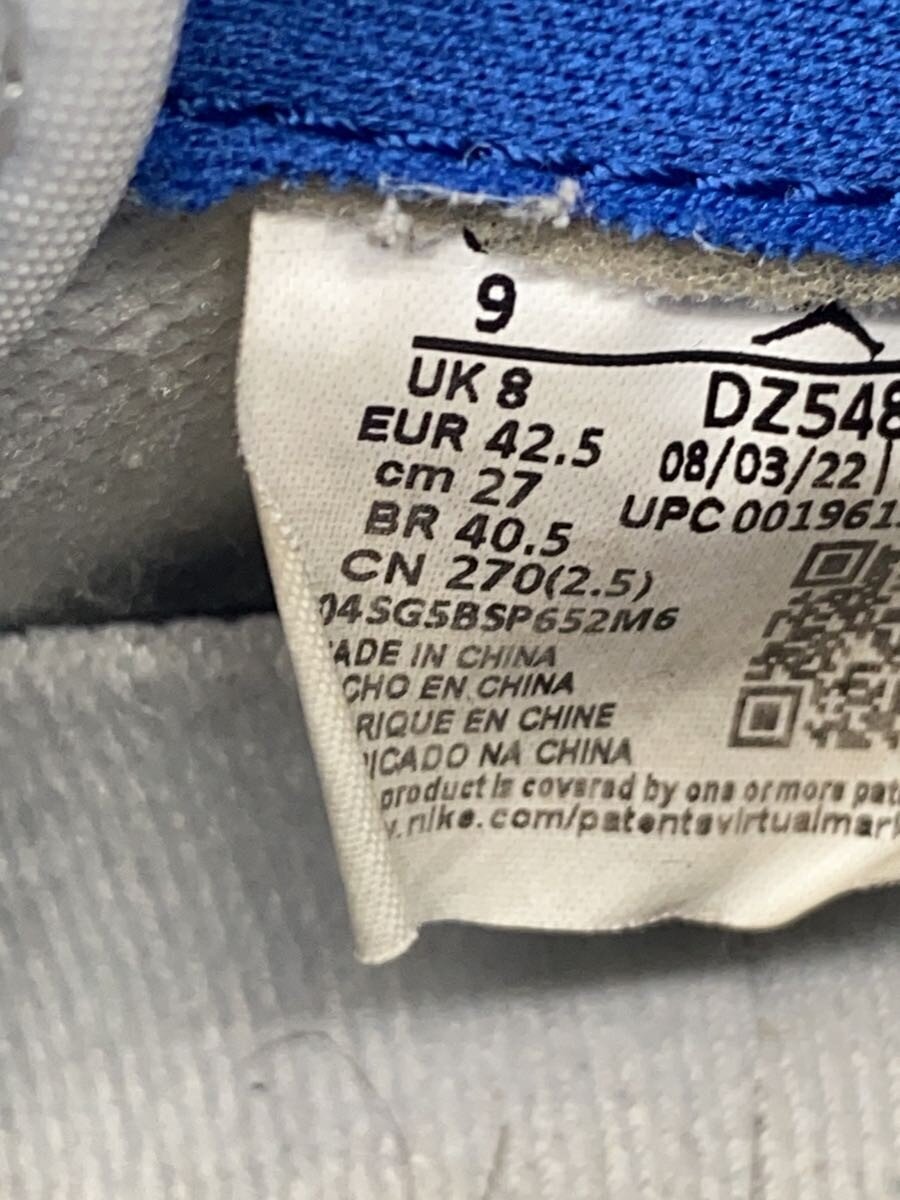 9
UK 8
EUR 42.5
cm 27
BR 40.5
CN 270(2.5)
DZ548
08/03/22
UPC 0019611
04SG5BSP652M6
ADE IN CHINA
CHO EN CHINA
RIQUE EN CHINE
ICADO NA CHINA
product is covered by one or more pat
v.nike.com/patentsvirtualmar